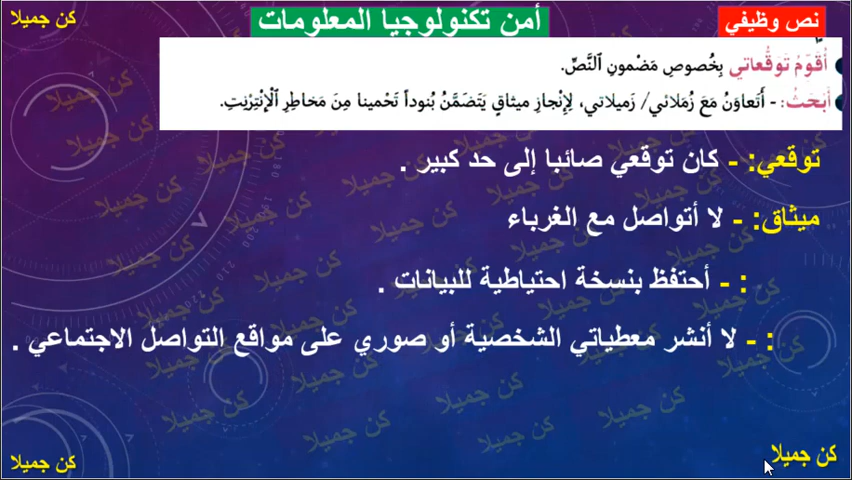 كن جميلا
أمن تكنولوجيا المعلومات
نص وظيفي
أُقَوِّمُ تَوَقُّعاتي بِخُصوصِ مَضْمونِ ٱلنَّصِّ.
أَبْحَثُ: - أَتَعاوَنُ مَعَ زُمَلائي/ زَميلاتي، لِإِنْجازِ ميثاقٍ يَتَضَمَّنُ بُنوداً تَحْمينا مِنَ مَخاطِرِ ٱلْإِنْتِرْنِتِ.
توقعي: - كان توقعي صائبا إلى حد كبير .
ميثاق: - لا أتواصل مع الغرباء
: - أحتفظ بنسخة احتياطية للبيانات .
: - لا أنشر معطياتي الشخصية أو صوري على مواقع التواصل الاجتماعي .
كن جميلا
كن جميلا